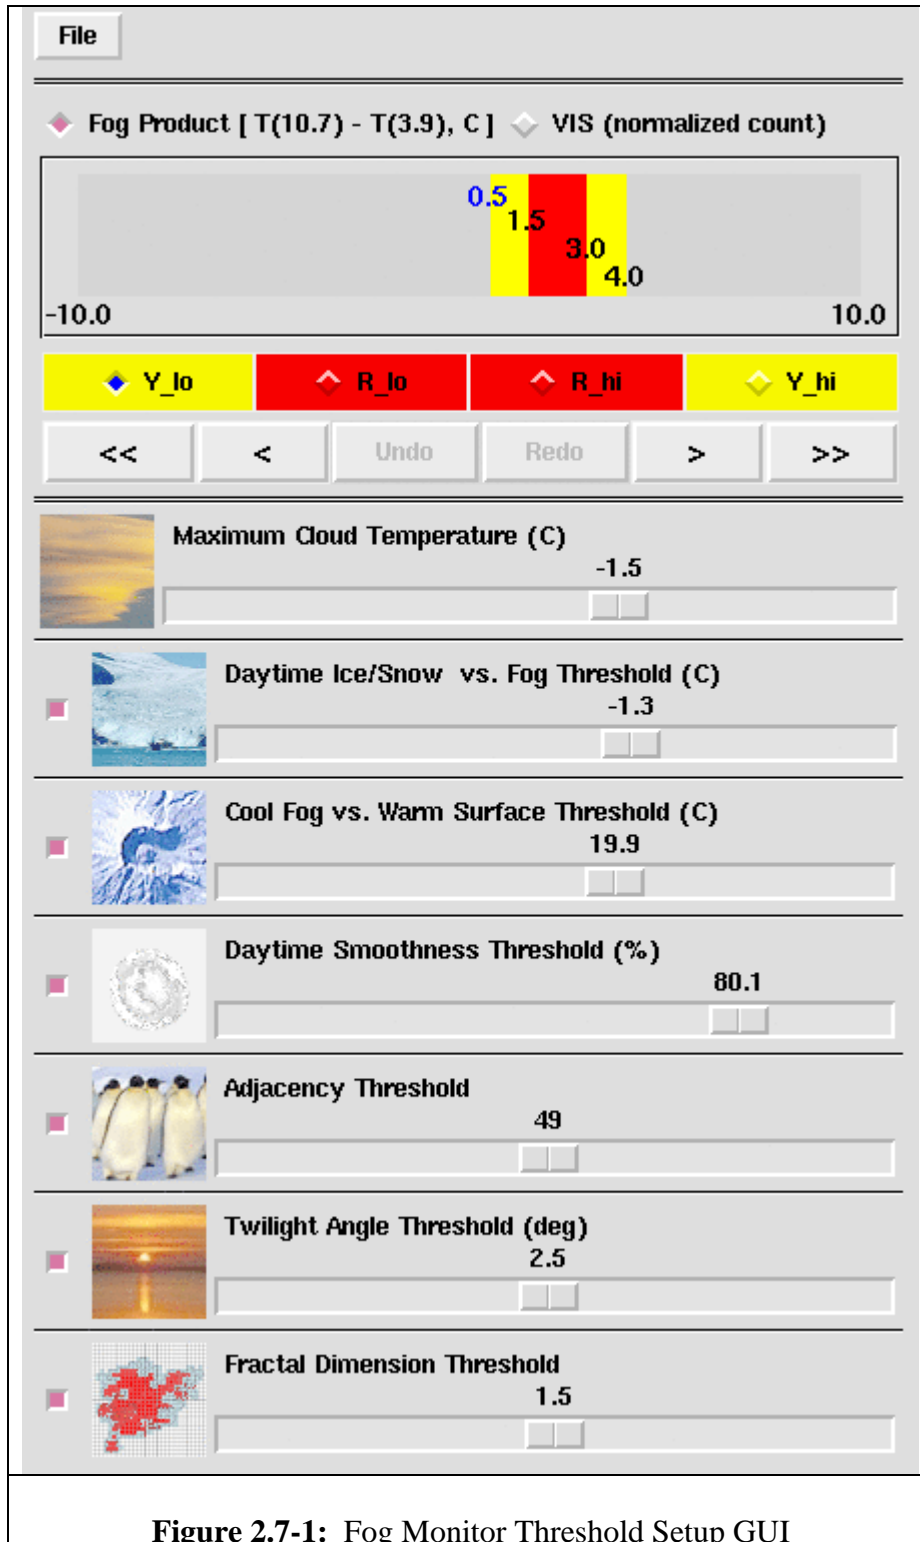 File
Fog Product [ T(10.7) - T(3.9), C ] VIS (normalized count)
0.5
1.5
3.0
4.0
-10.0 10.0
Y_lo R_lo R_hi Y_hi
<< < Undo Redo > >>
Maximum Cloud Temperature (C)
-1.5
Daytime Ice/Snow vs. Fog Threshold (C)
-1.3
Cool Fog vs. Warm Surface Threshold (C)
19.9
Daytime Smoothness Threshold (%)
80.1
Adjacency Threshold
49
Twilight Angle Threshold (deg)
2.5
Fractal Dimension Threshold
1.5
Figure 2.7-1: Fog Monitor Threshold Setup GUI